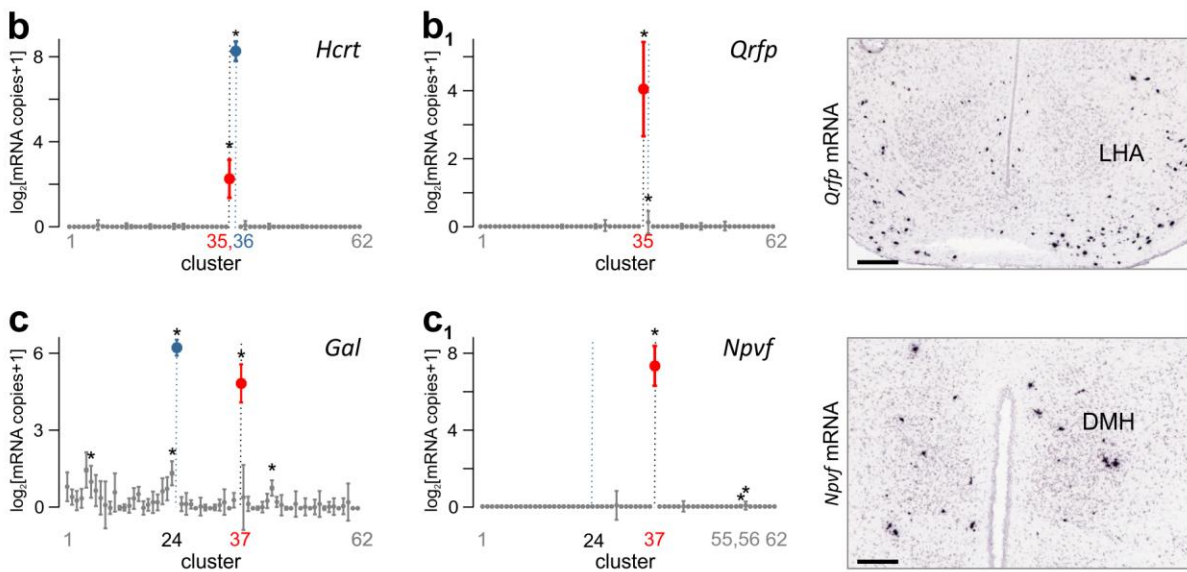 b
Hcrt
log2[mRNA copies+1]
8
4
0
*
*
1
35,36
62
cluster
b1
Qrfp
log2[mRNA copies+1]
4
2
0
*
*
1
35
62
cluster
Qrfp mRNA
LHA
c
Gal
log2[mRNA copies+1]
6
3
0
*
*
*
*
*
1
24
37
62
cluster
c1
Npvf
log2[mRNA copies+1]
8
4
0
*
*
*
1
24
37
55,56
62
cluster
Npvf mRNA
DMH